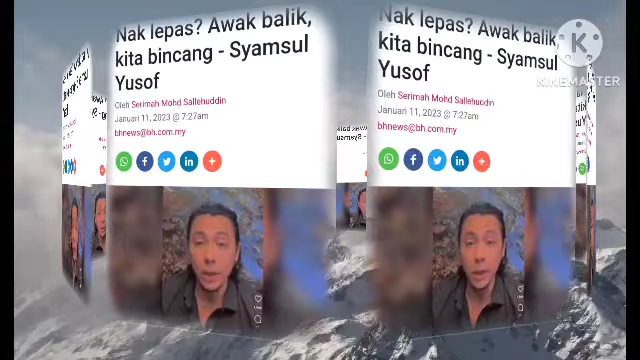 Nak lepas? Awak balik,
kita bincang - Syamsul
Yusof
Oleh Serimah Mohd Sallehuddin
Januari 11, 2023 @ 7:27am
bhnews@bh.com.my
Nak lepas? Awak balik,
kita bincang - Syamsul
Yusof
Oleh Serimah Mohd Sallehuddin
Januari 11, 2023 @ 7:27am
bhnews@bh.com.my
KINEMASTER